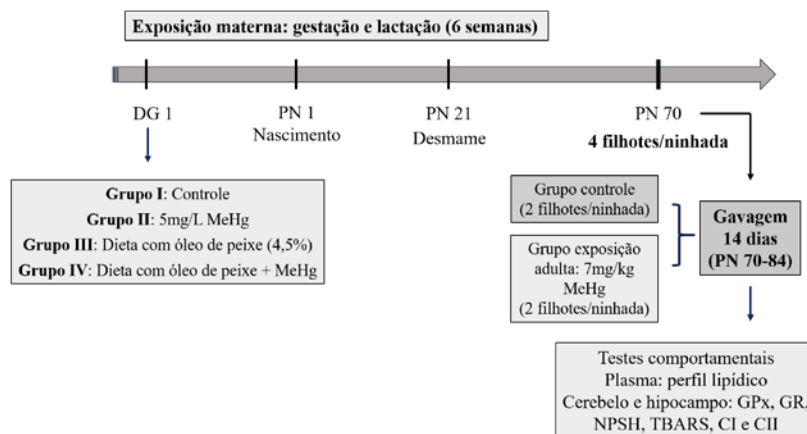 Exposição materna: gestação e lactação (6 semanas)
DG 1
PN 1
Nascimento
PN 21
Desmame
PN 70
4 filhotes/ninhada
Grupo I: Controle
Grupo II: 5mg/L MeHg
Grupo III: Dieta com óleo de peixe (4,5%)
Grupo IV: Dieta com óleo de peixe + MeHg
Grupo controle
(2 filhotes/ninhada)
Grupo exposição
adulta: 7mg/kg
MeHg
(2 filhotes/ninhada)
Gavagem
14 dias
(PN 70-84)
Testes comportamentais
Plasma: perfil lipídico
Cerebelo e hipocampo: GPx, GR,
NPSH, TBARS, CI e CII